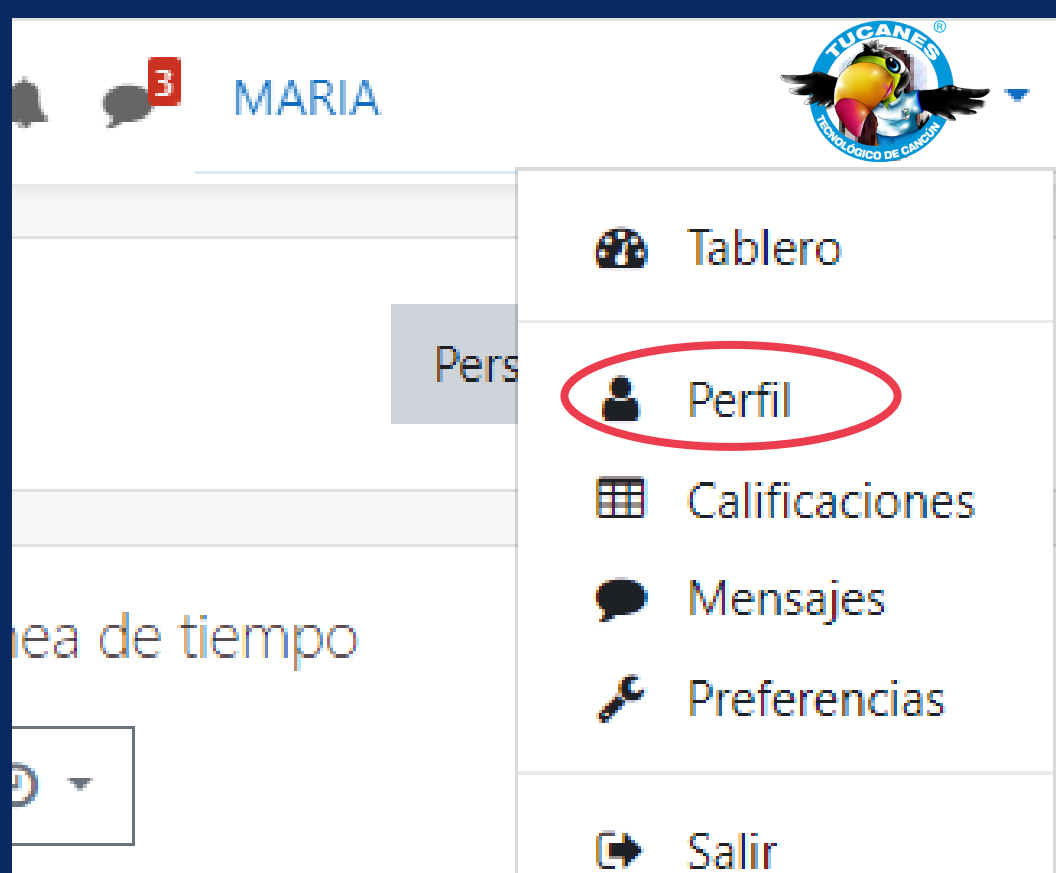 3
MARIA
TUCANES
®
TECNOLÓGICO DE CANCÚN
Tablero
Pers
Perfil
Calificaciones
Mensajes
nea de tiempo
Preferencias
Salir